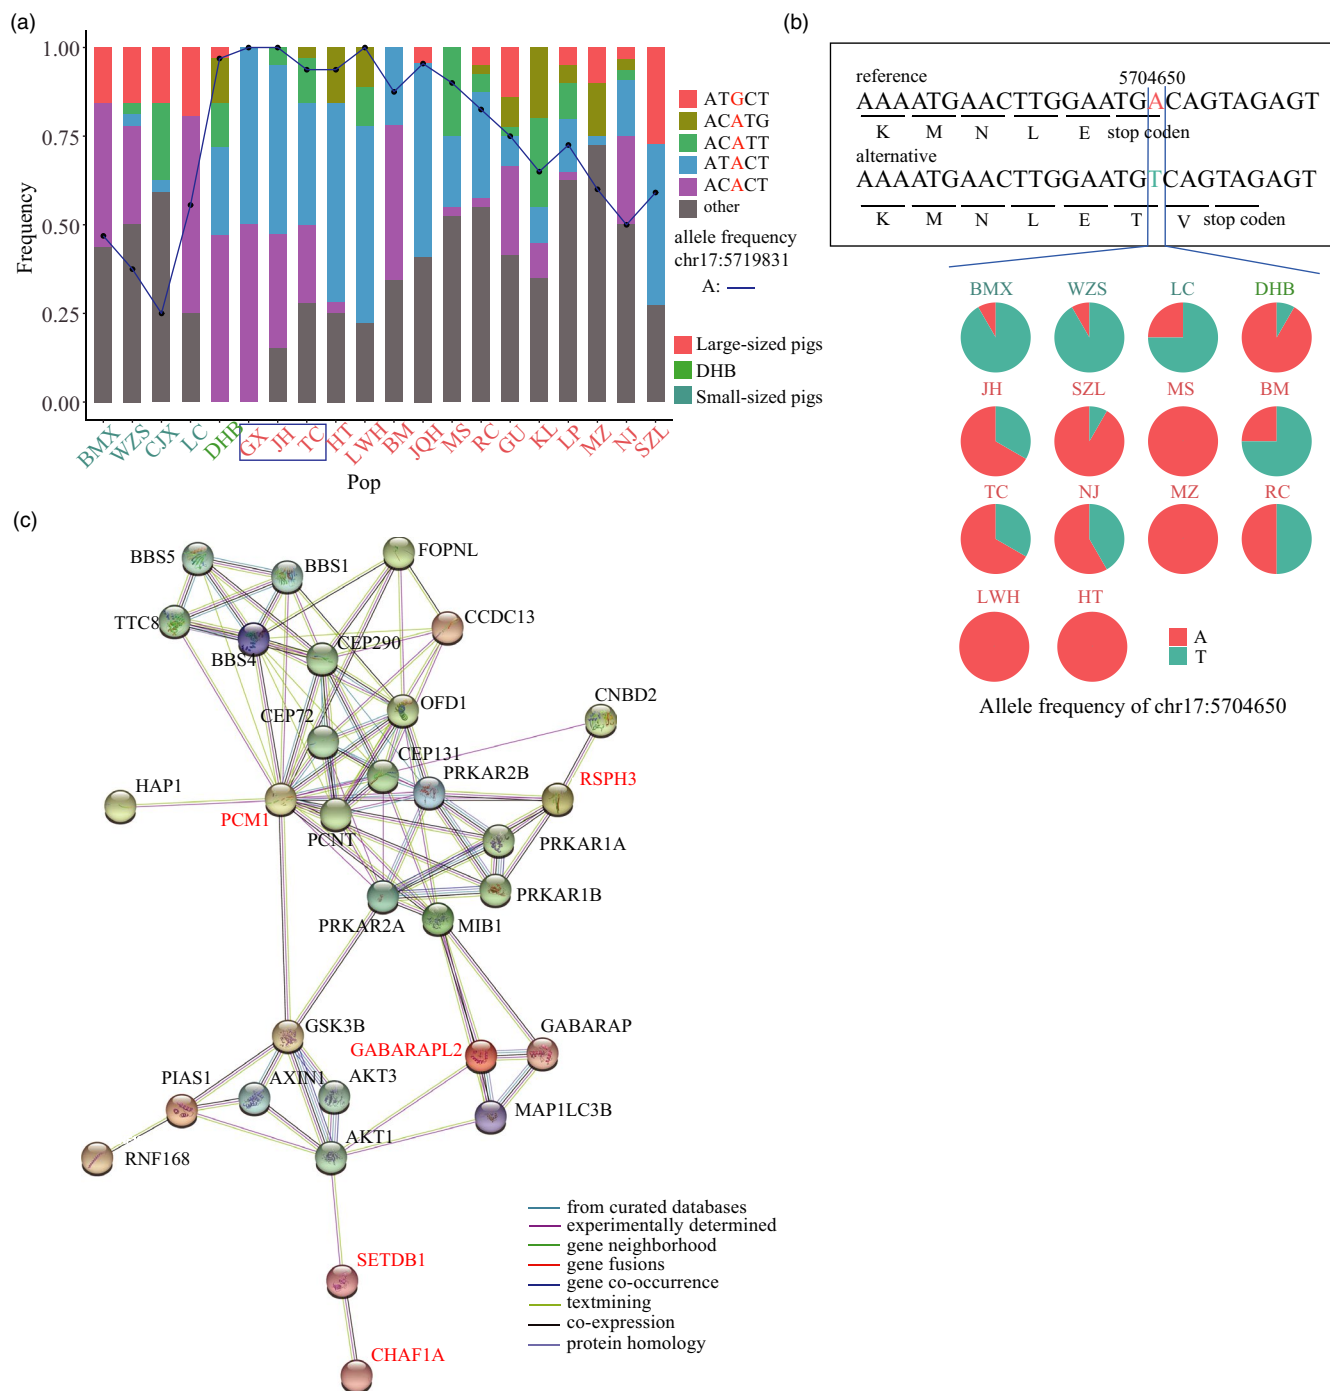 (a)
1.00
0.75
0.50
0.25
0.00
Frequency
BMX
WZS
CJX
LC
DHB
GX
JH
TC
HT
LWH
BM
JQH
MS
RC
GU
KL
LP
MZ
NJ
SZL
Pop
ATGCT
ACATG
ACATT
ATACT
ACACT
other
allele frequency
chr17:5719831
A:
Large-sized pigs
DHB
Small-sized pigs
(b)
reference
5704650
AAAATGAACTTGGAATGACAGTAGAGT
K M N L E stop coden
alternative
AAAATGAACTTGGAATGTCAGTAGAGT
K M N L E T V stop coden
BMX WZS LC DHB
JH SZL MS BM
TC NJ MZ RC
LWH HT
A
T
Allele frequency of chr17:5704650
(c)
BBS5
BBS1
FOPNL
TTC8
BBS4
CEP290
CCDC13
CEP72
OFD1
CNBD2
CEP131
HAP1
PCM1
PCNT
PRKAR2B
RSPH3
PRKAR1A
PRKAR1B
PRKAR2A
MIB1
GSK3B
GABARAPL2
GABARAP
PIAS1
AXIN1
AKT3
MAP1LC3B
RNF168
AKT1
SETDB1
CHAF1A
from curated databases
experimentally determined
gene neighborhood
gene fusions
gene co-occurrence
textmining
co-expression
protein homology